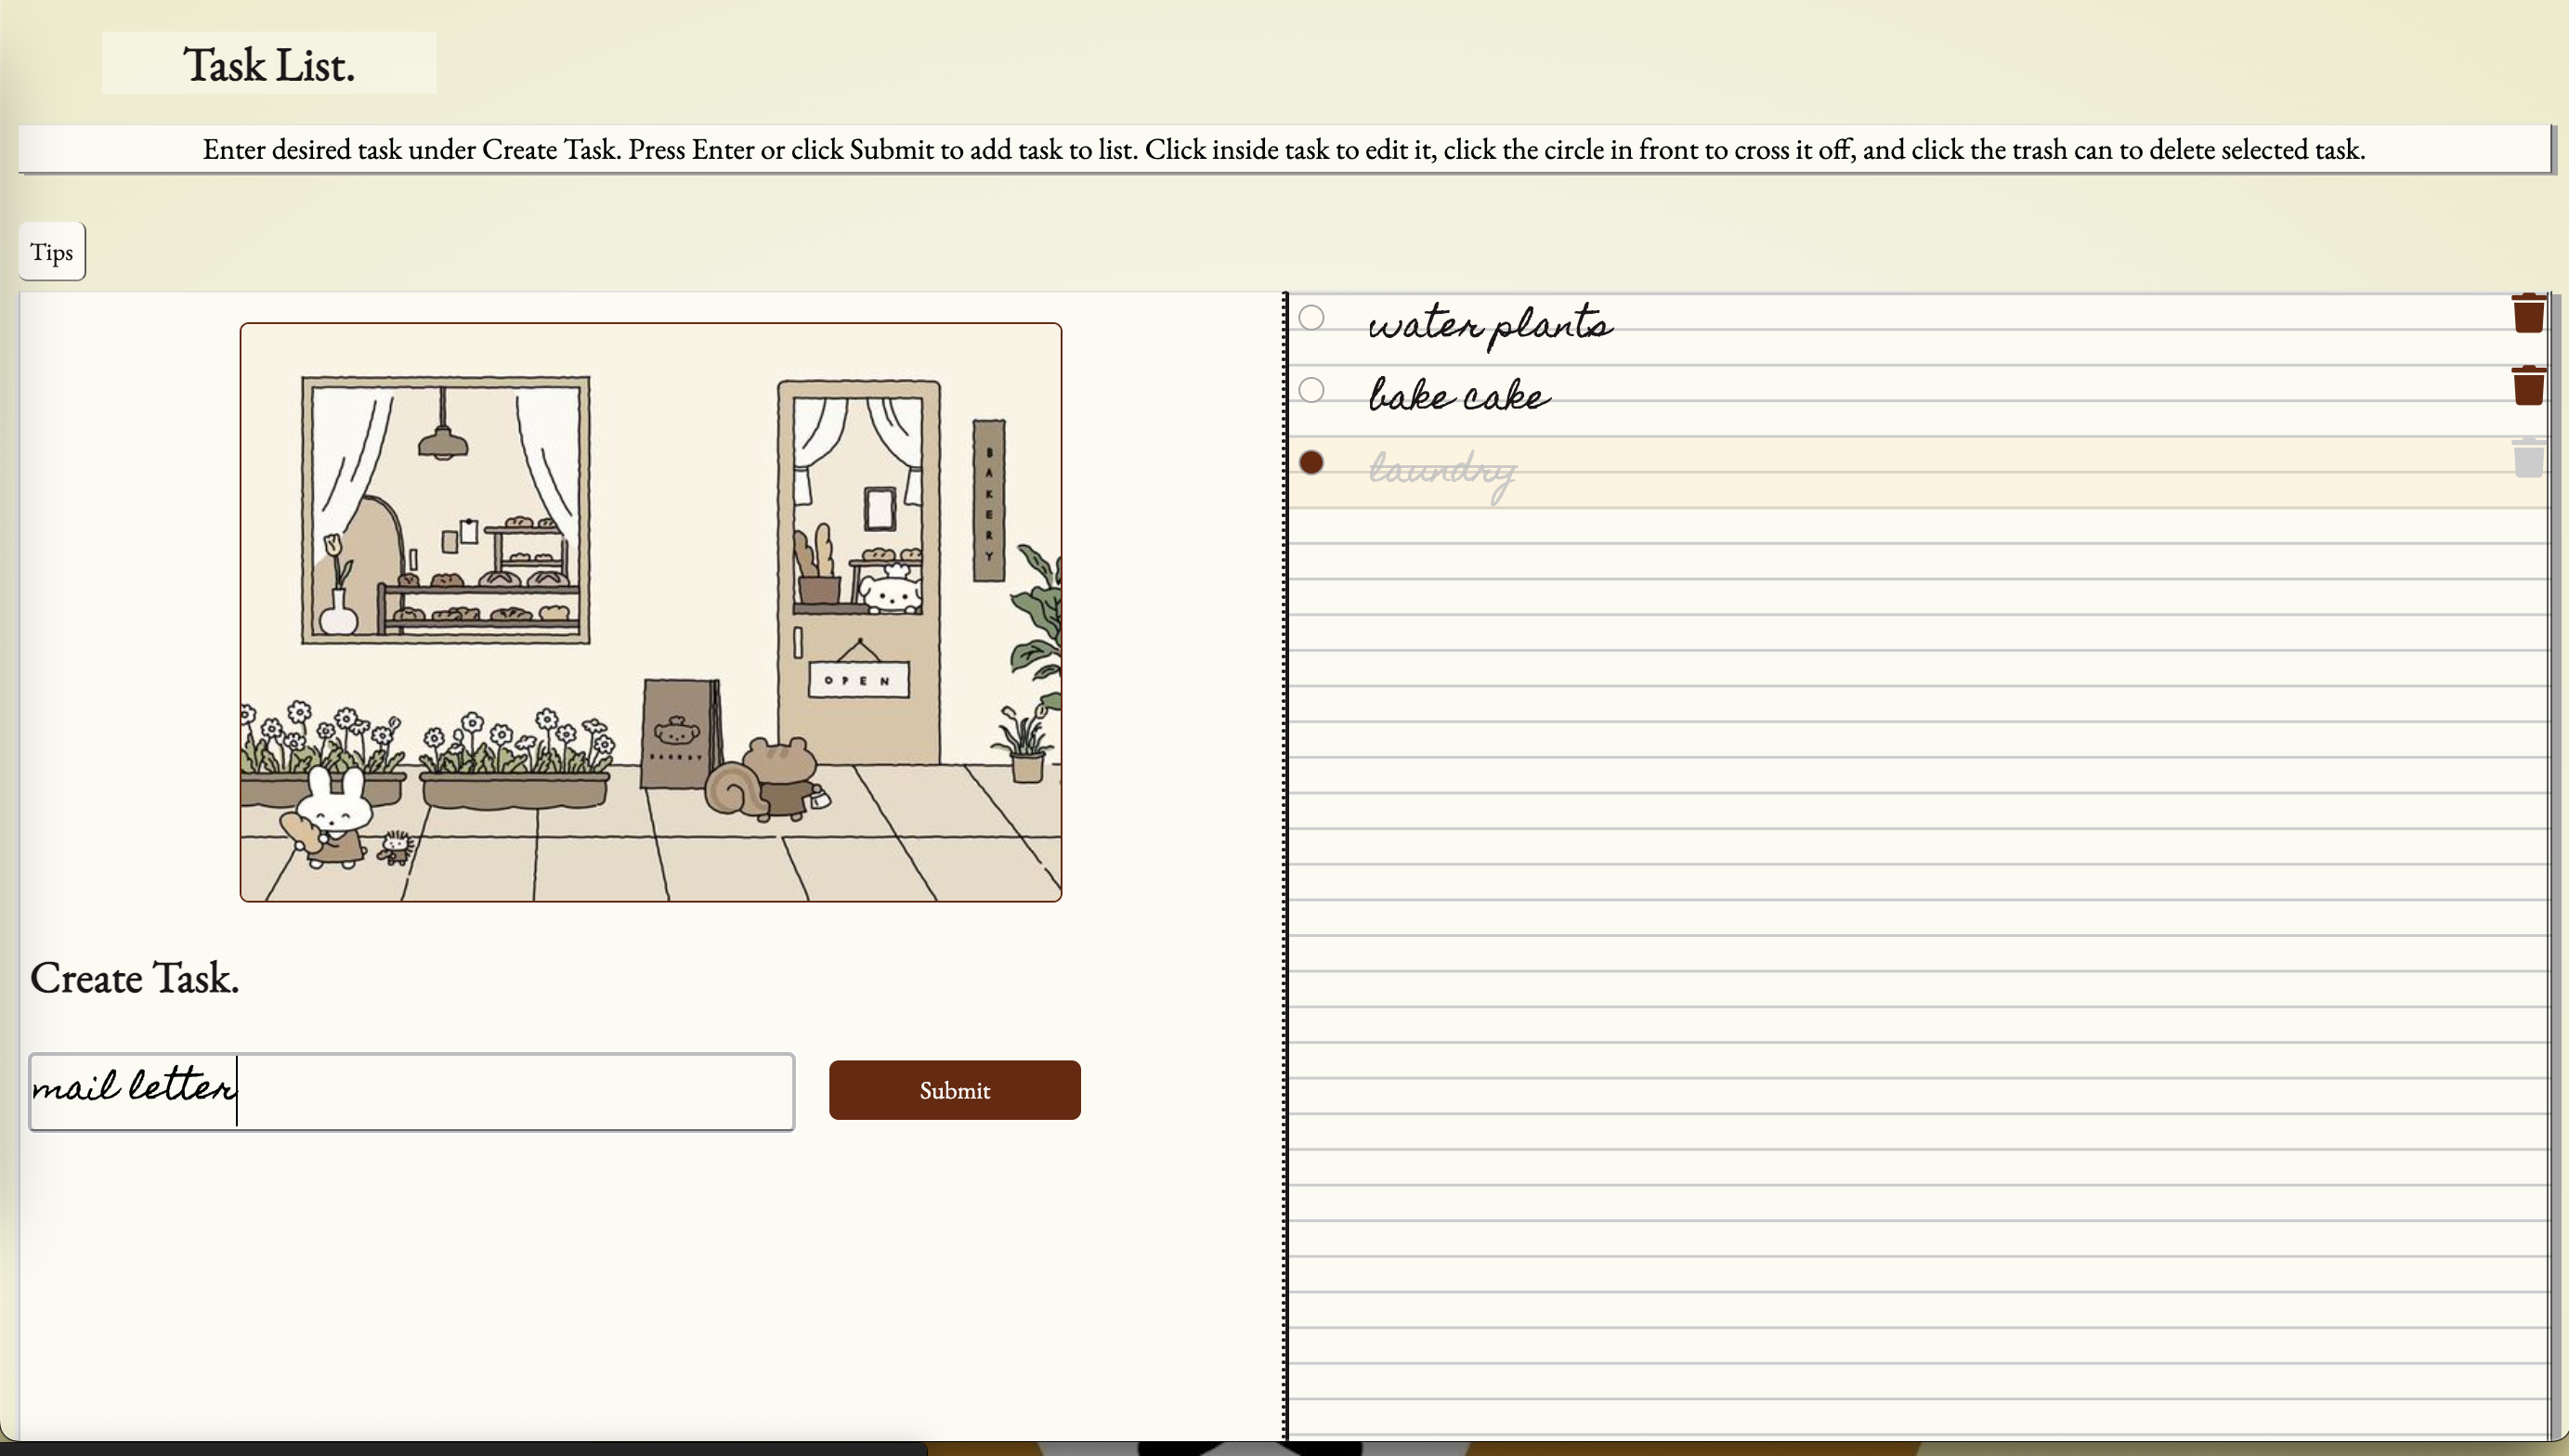 Task List.
Enter desired task under Create Task. Press Enter or click Submit to add task to list. Click inside task to edit it, click the circle in front to cross it off, and click the trash can to delete selected task.
Tips
BAKERY
OPEN
BAKERY
Create Task.
mail letter
Submit
water plants
bake cake
laundry